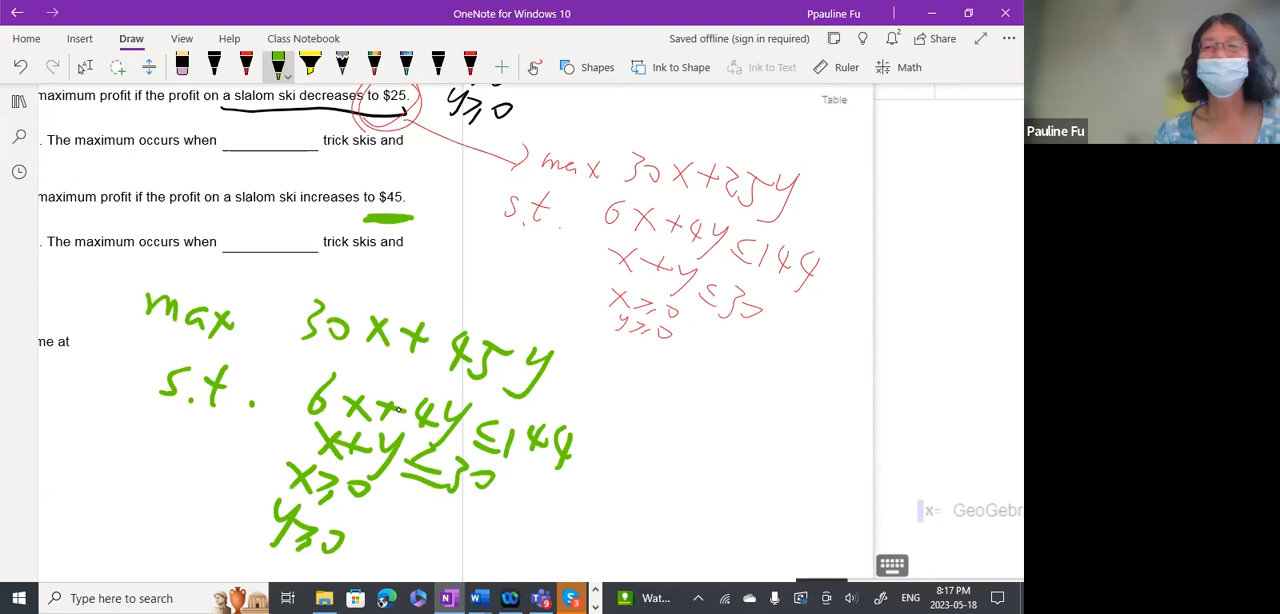 OneNote for Windows 10
Ppauline Fu
Home Insert Draw View Help Class Notebook
Saved offline (sign in required)
Share
Shapes Ink to Shape Ink to Text Ruler Math
maximum profit if the profit on a slalom ski decreases to $25.
y≥0
Table
. The maximum occurs when __________ trick skis and
max 30x+25y
s.t. 6x+4y≤144
x+y≤30
x≥0
y≥0
maximum profit if the profit on a slalom ski increases to $45.
. The maximum occurs when __________ trick skis and
me at
max 30x+45y
s.t. 6x+4y≤144
x+y≤30
x≥0
y≥0
x= GeoGebr
Pauline Fu
Type here to search
Wat...
ENG
8:17 PM
2023-05-18